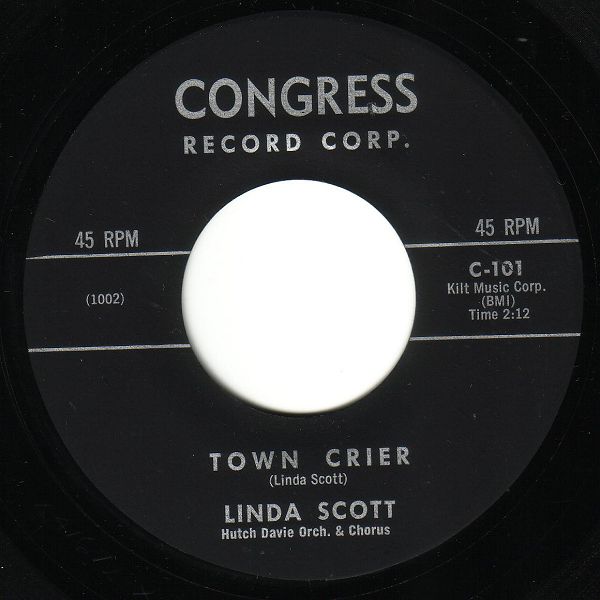 CONGRESS
RECORD CORP.
45 RPM
45 RPM
(1002)
C-101
Kilt Music Corp.
(BMI)
Time 2:12
TOWN CRIER
(Linda Scott)
LINDA SCOTT
Hutch Davie Orch. & Chorus